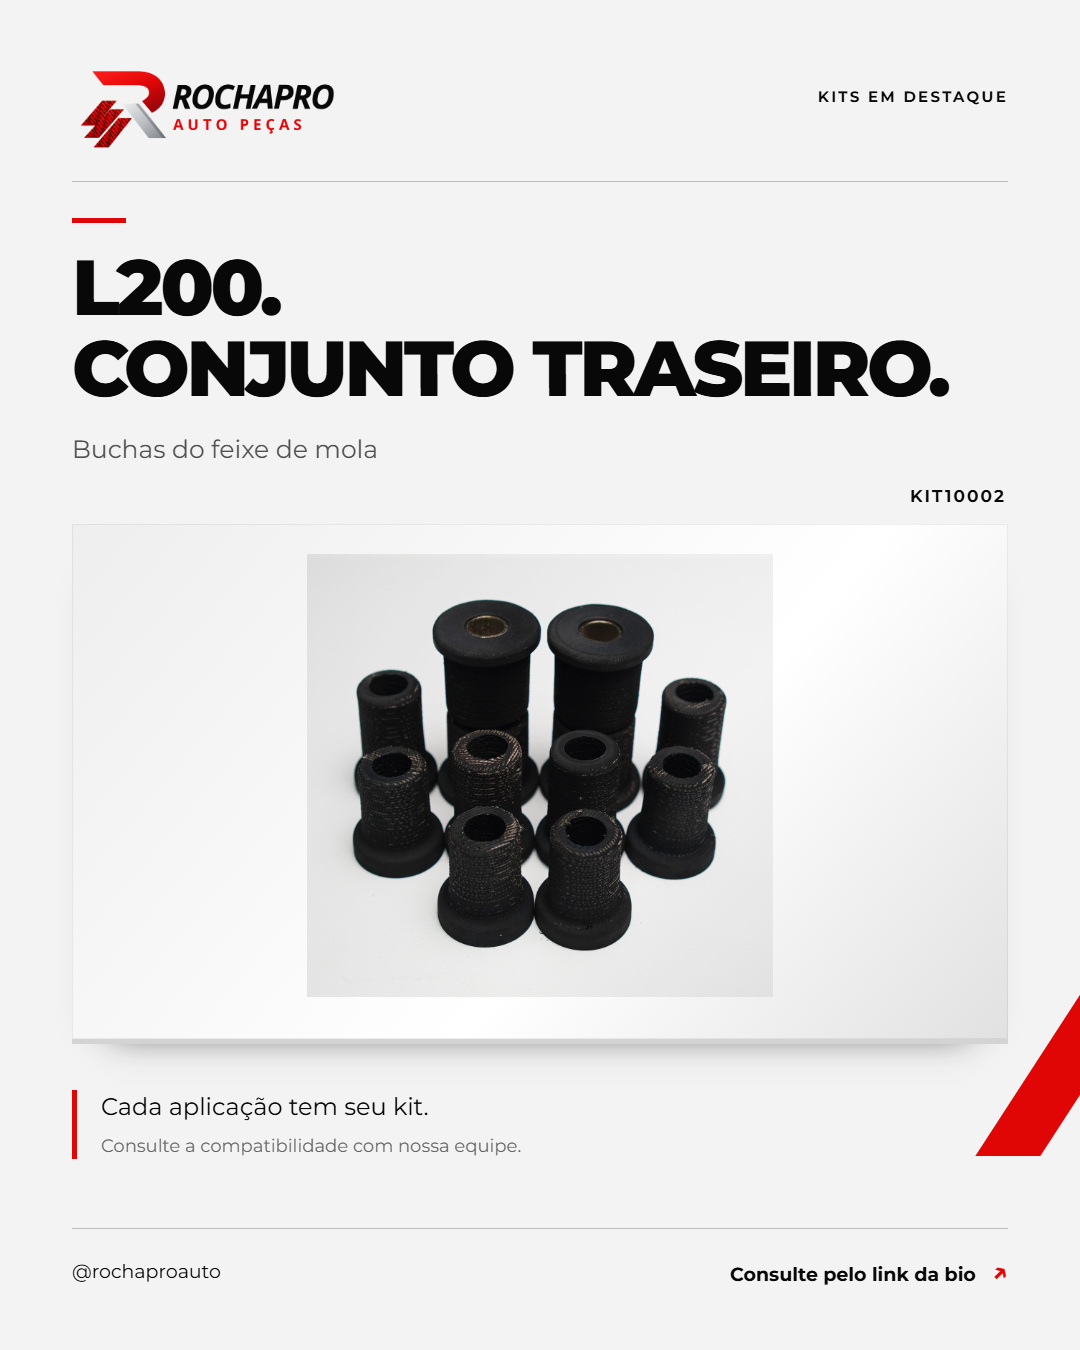 ROCHAPRO
AUTO PEÇAS
KITS EM DESTAQUE
L200.
CONJUNTO TRASEIRO.
Buchas do feixe de mola
KIT10002
Cada aplicação tem seu kit.
Consulte a compatibilidade com nossa equipe.
@rochaproauto
Consulte pelo link da bio